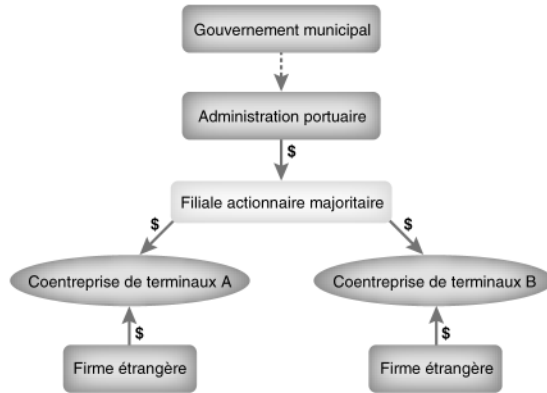 Gouvernement municipal
Administration portuaire
$
Filiale actionnaire majoritaire
$ $
Coentreprise de terminaux A Coentreprise de terminaux B
$ $
Firme étrangère Firme étrangère